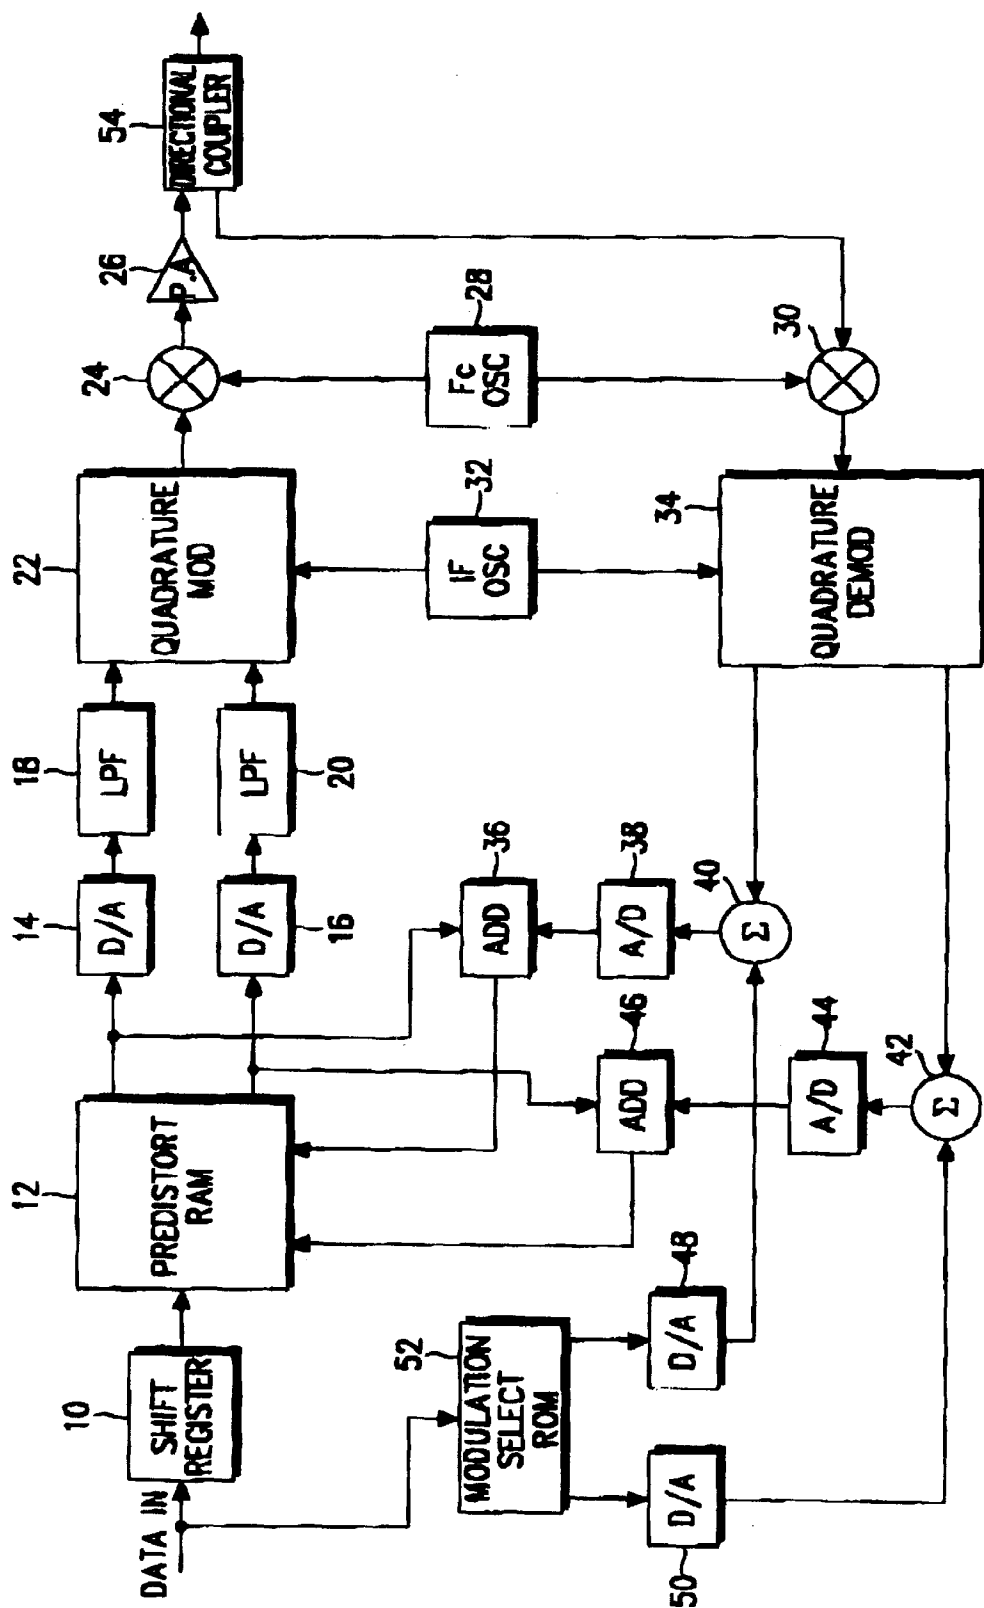 DATA IN
10
SHIFT
REGISTER
12
PREDISTORT
RAM
14
D/A
16
D/A
18
LPF
20
LPF
22
QUADRATURE
MOD
24
26
P.A
54
DIRECTIONAL
COUPLER
28
Fc
OSC
32
IF
OSC
30
34
QUADRATURE
DEMOD
36
ADD
38
A/D
40
Σ
46
ADD
44
A/D
42
Σ
52
MODULATION
SELECT
ROM
48
D/A
50
D/A